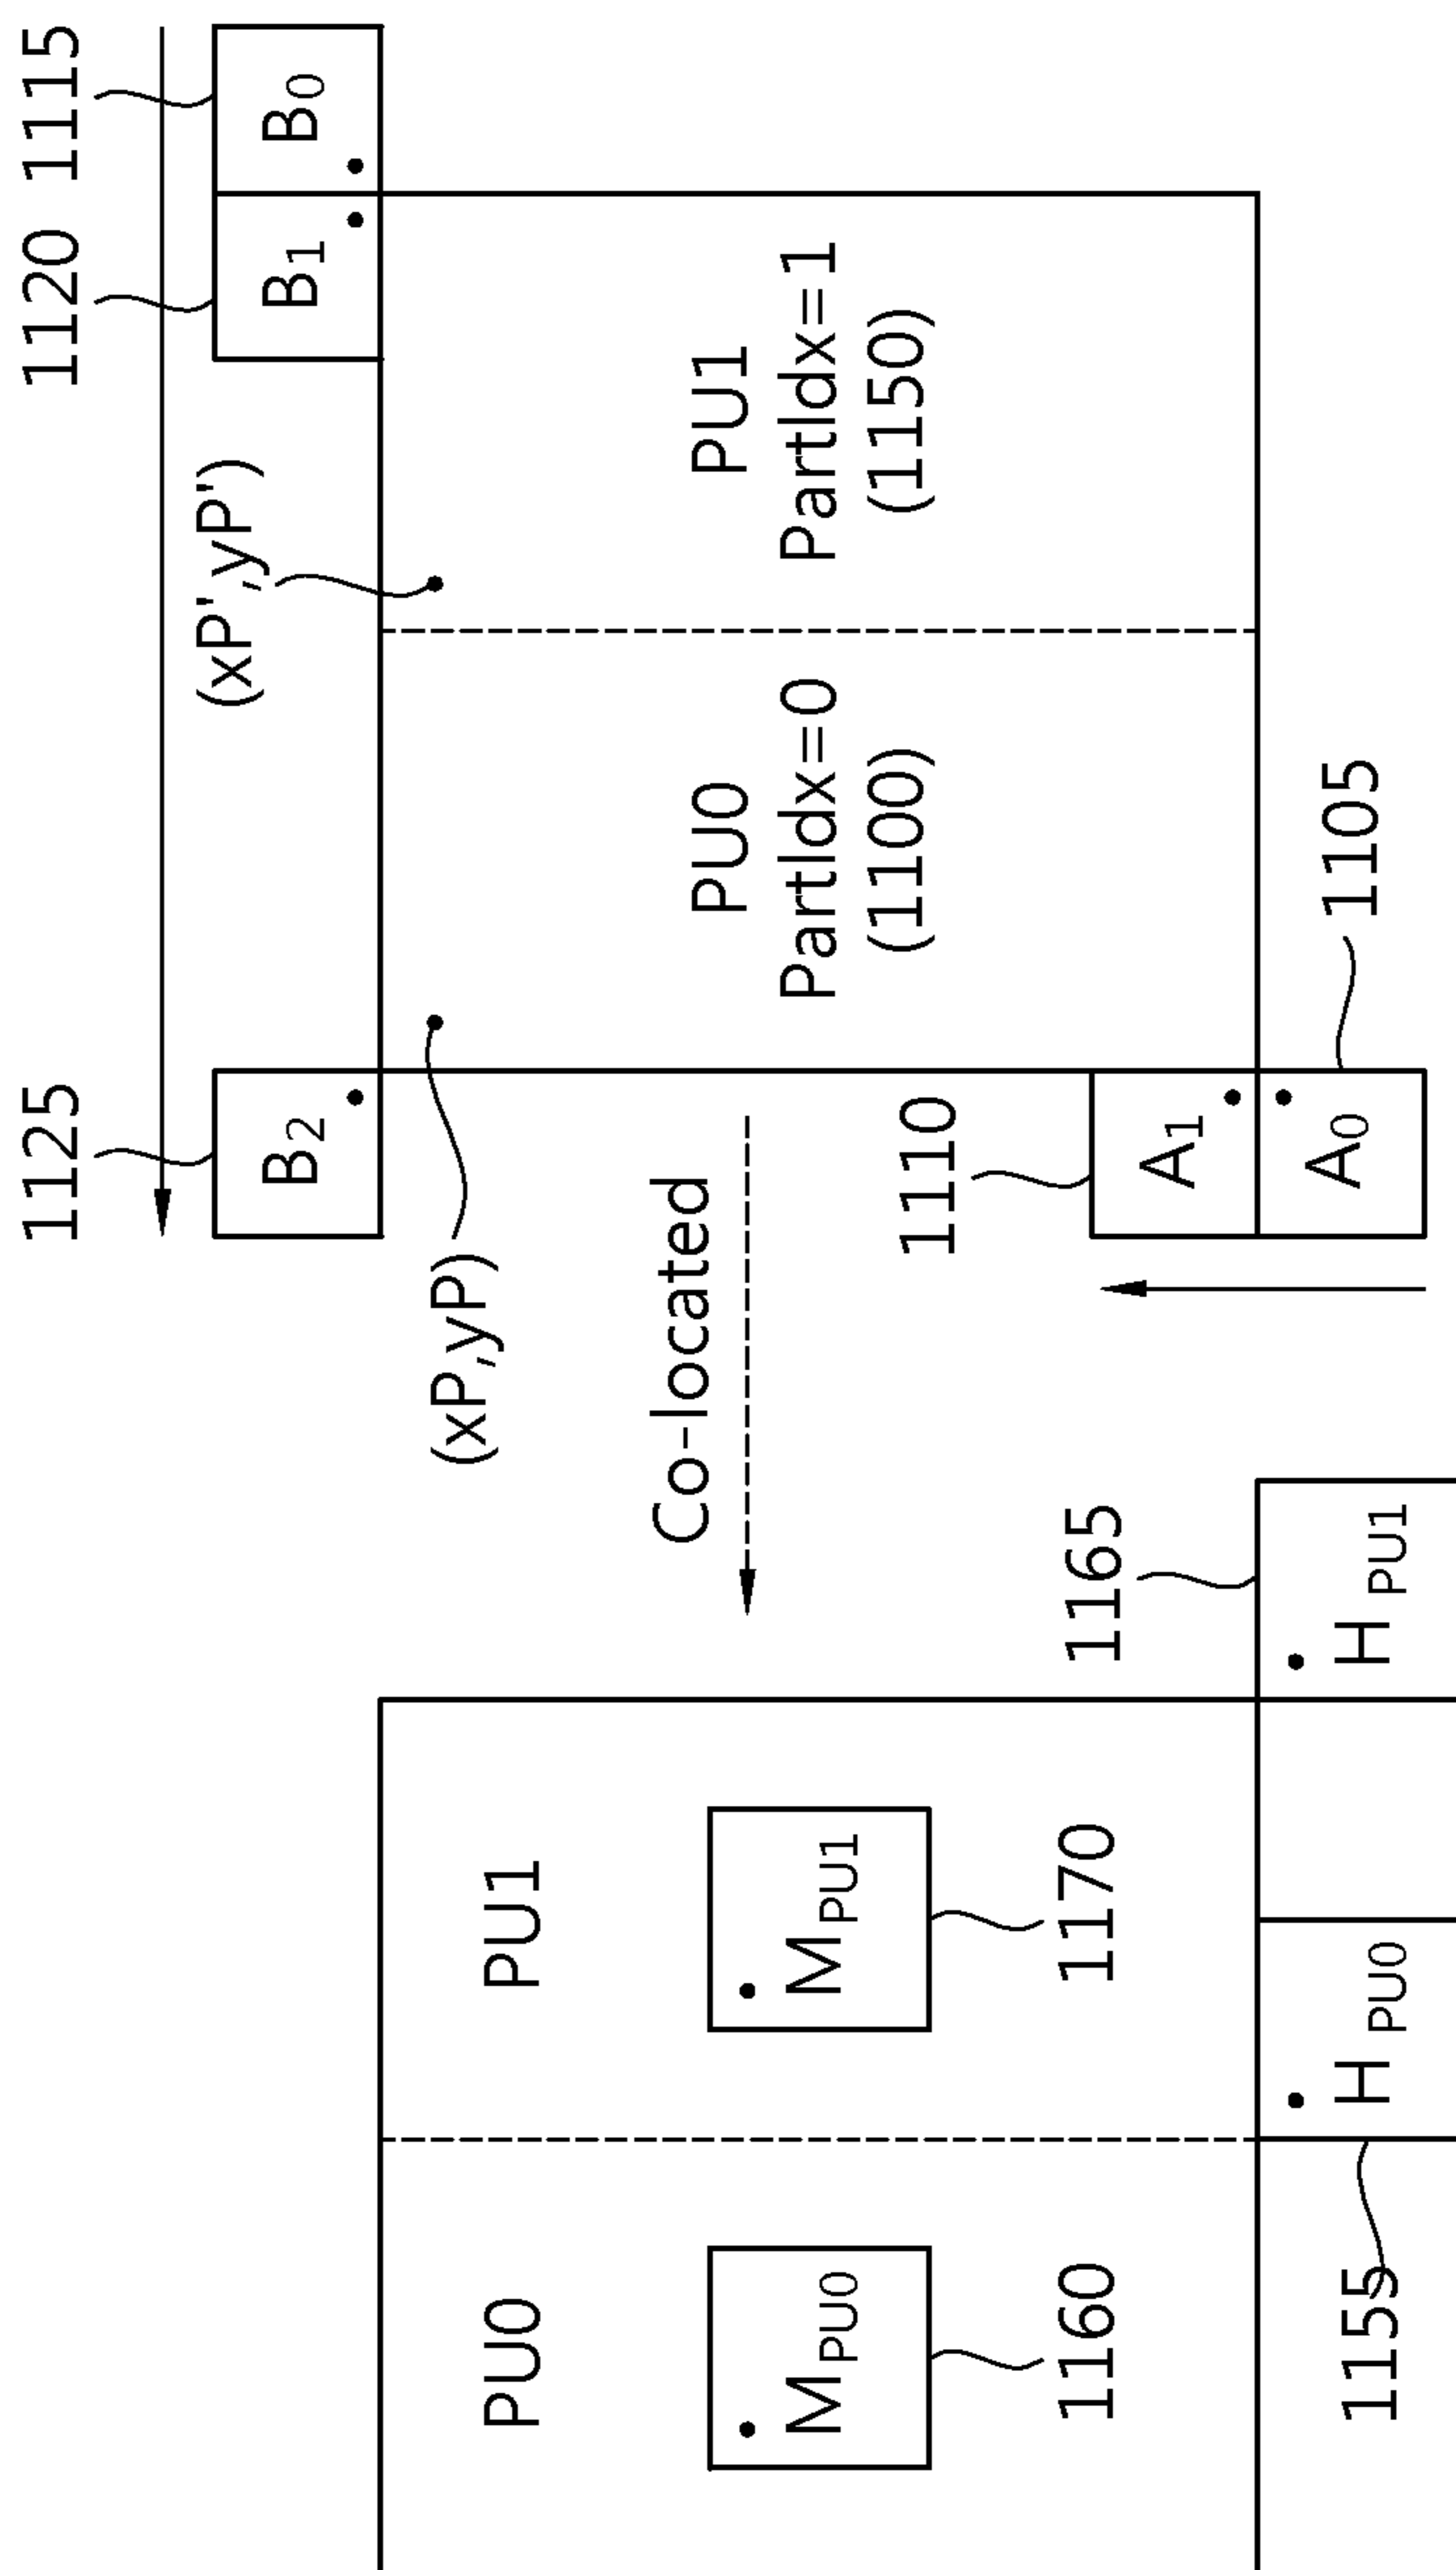 1125
1120
1115
B2
(xP',yP')
B1
B0
(xP,yP)
PU0
PartIdx=0
(1100)
PU1
PartIdx=1
(1150)
Co-located
1110
A1
A0
1105
PU0
PU1
MPU0
MPU1
1160
1170
1165
1155
HPU0
HPU1